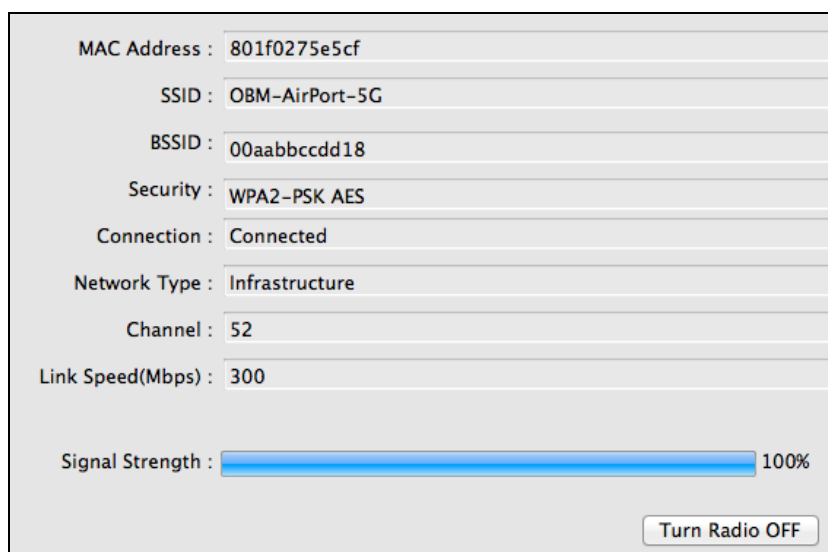 MAC Address : 801f0275e5cf
SSID : OBM-AirPort-5G
BSSID : 00aabbccdd18
Security : WPA2-PSK AES
Connection : Connected
Network Type : Infrastructure
Channel : 52
Link Speed(Mbps) : 300
Signal Strength : 100%
Turn Radio OFF